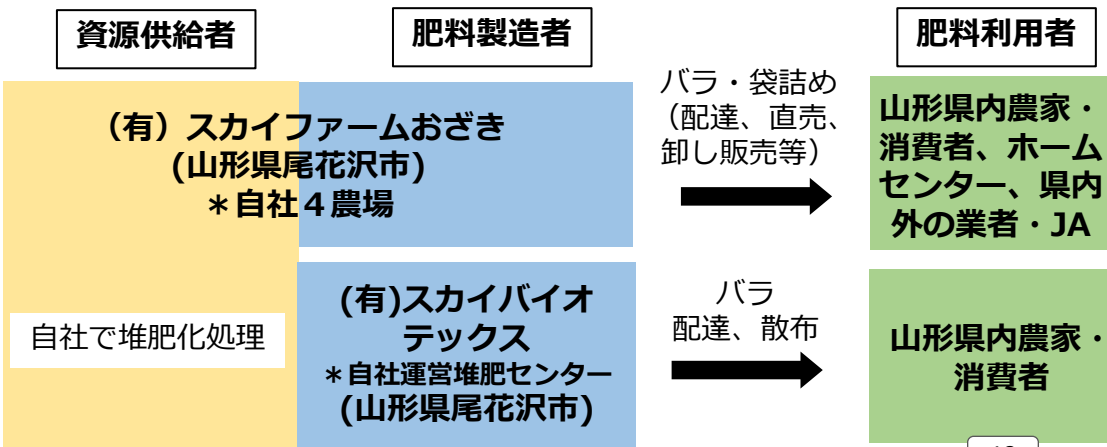 資源供給者
肥料製造者
肥料利用者
（有）スカイファームおざき
(山形県尾花沢市)
＊自社４農場
バラ・袋詰め
（配達、直売、
卸し販売等）
山形県内農家・
消費者、ホーム
センター、県内
外の業者・JA
自社で堆肥化処理
(有)スカイバイオ
テックス
＊自社運営堆肥センター
(山形県尾花沢市)
バラ
配達、散布
山形県内農家・
消費者